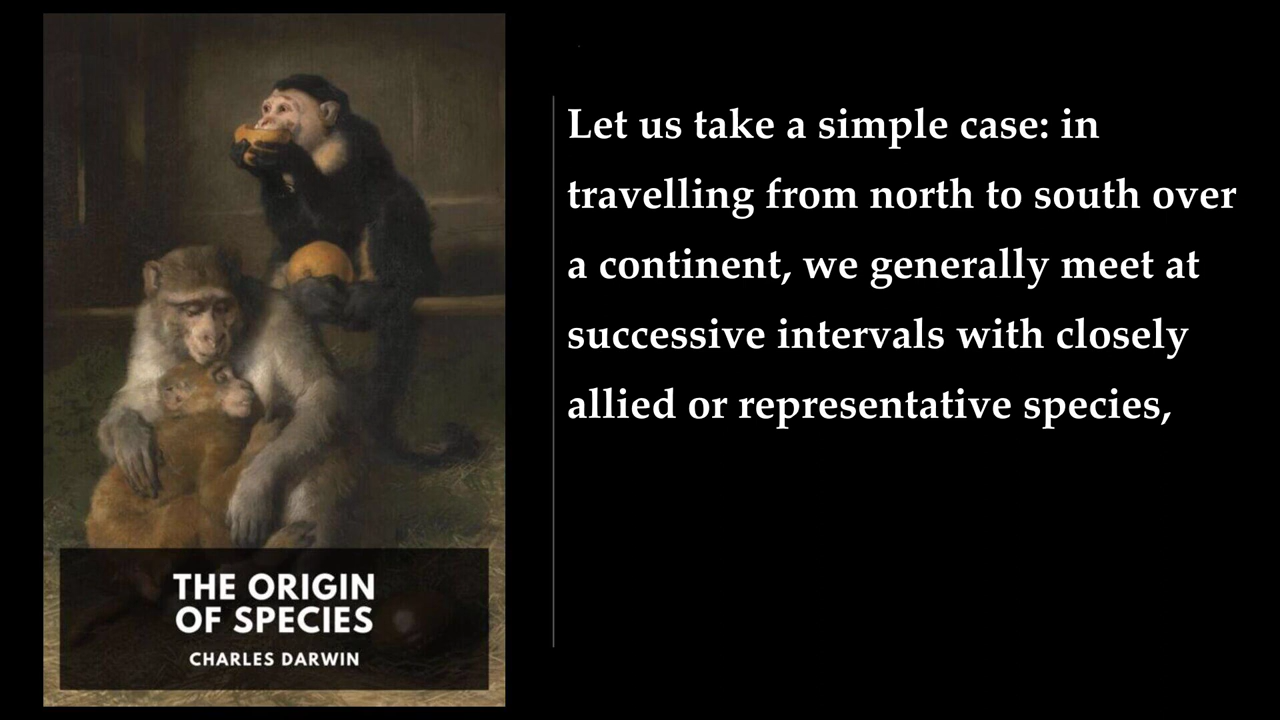 Let us take a simple case: in
travelling from north to south over
a continent, we generally meet at
successive intervals with closely
allied or representative species,
THE ORIGIN
OF SPECIES
CHARLES DARWIN